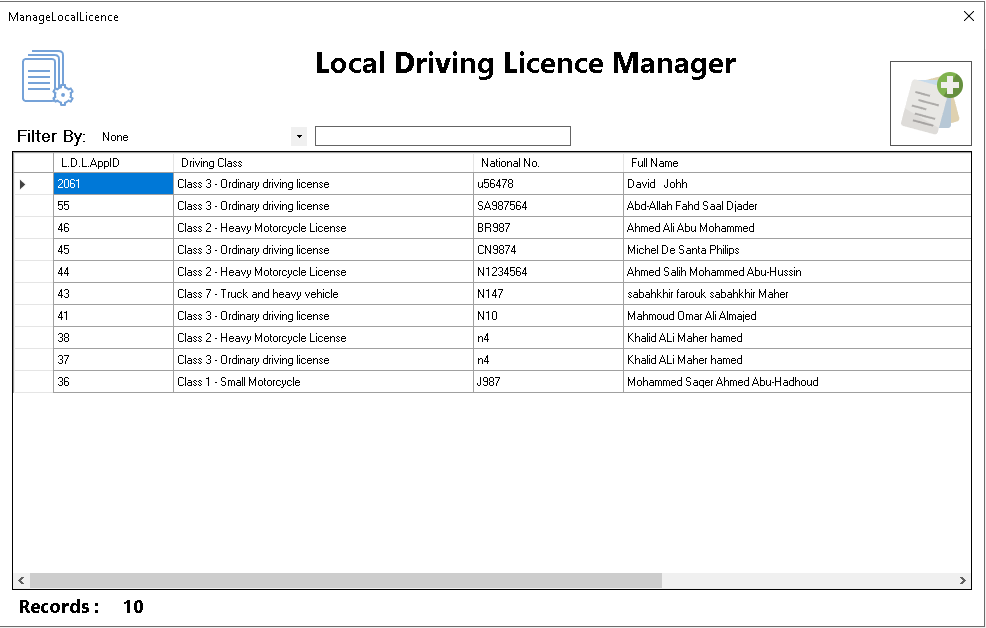 ManageLocalLicence
Local Driving Licence Manager
Filter By: None
L.D.L.AppID Driving Class National No. Full Name
2061 Class 3 - Ordinary driving license u56478 David Johh
55 Class 3 - Ordinary driving license SA987564 Abd-Allah Fahd Saal Djader
46 Class 2 - Heavy Motorcycle License BR987 Ahmed Ali Abu Mohammed
45 Class 3 - Ordinary driving license CN9874 Michel De Santa Philips
44 Class 2 - Heavy Motorcycle License N1234564 Ahmed Salih Mohammed Abu-Hussin
43 Class 7 - Truck and heavy vehicle N147 sabahkhir farouk sabahkhir Maher
41 Class 3 - Ordinary driving license N10 Mahmoud Omar Ali Almajed
38 Class 2 - Heavy Motorcycle License n4 Khalid ALi Maher hamed
37 Class 3 - Ordinary driving license n4 Khalid ALi Maher hamed
36 Class 1 - Small Motorcycle J987 Mohammed Saqer Ahmed Abu-Hadhoud
Records : 10